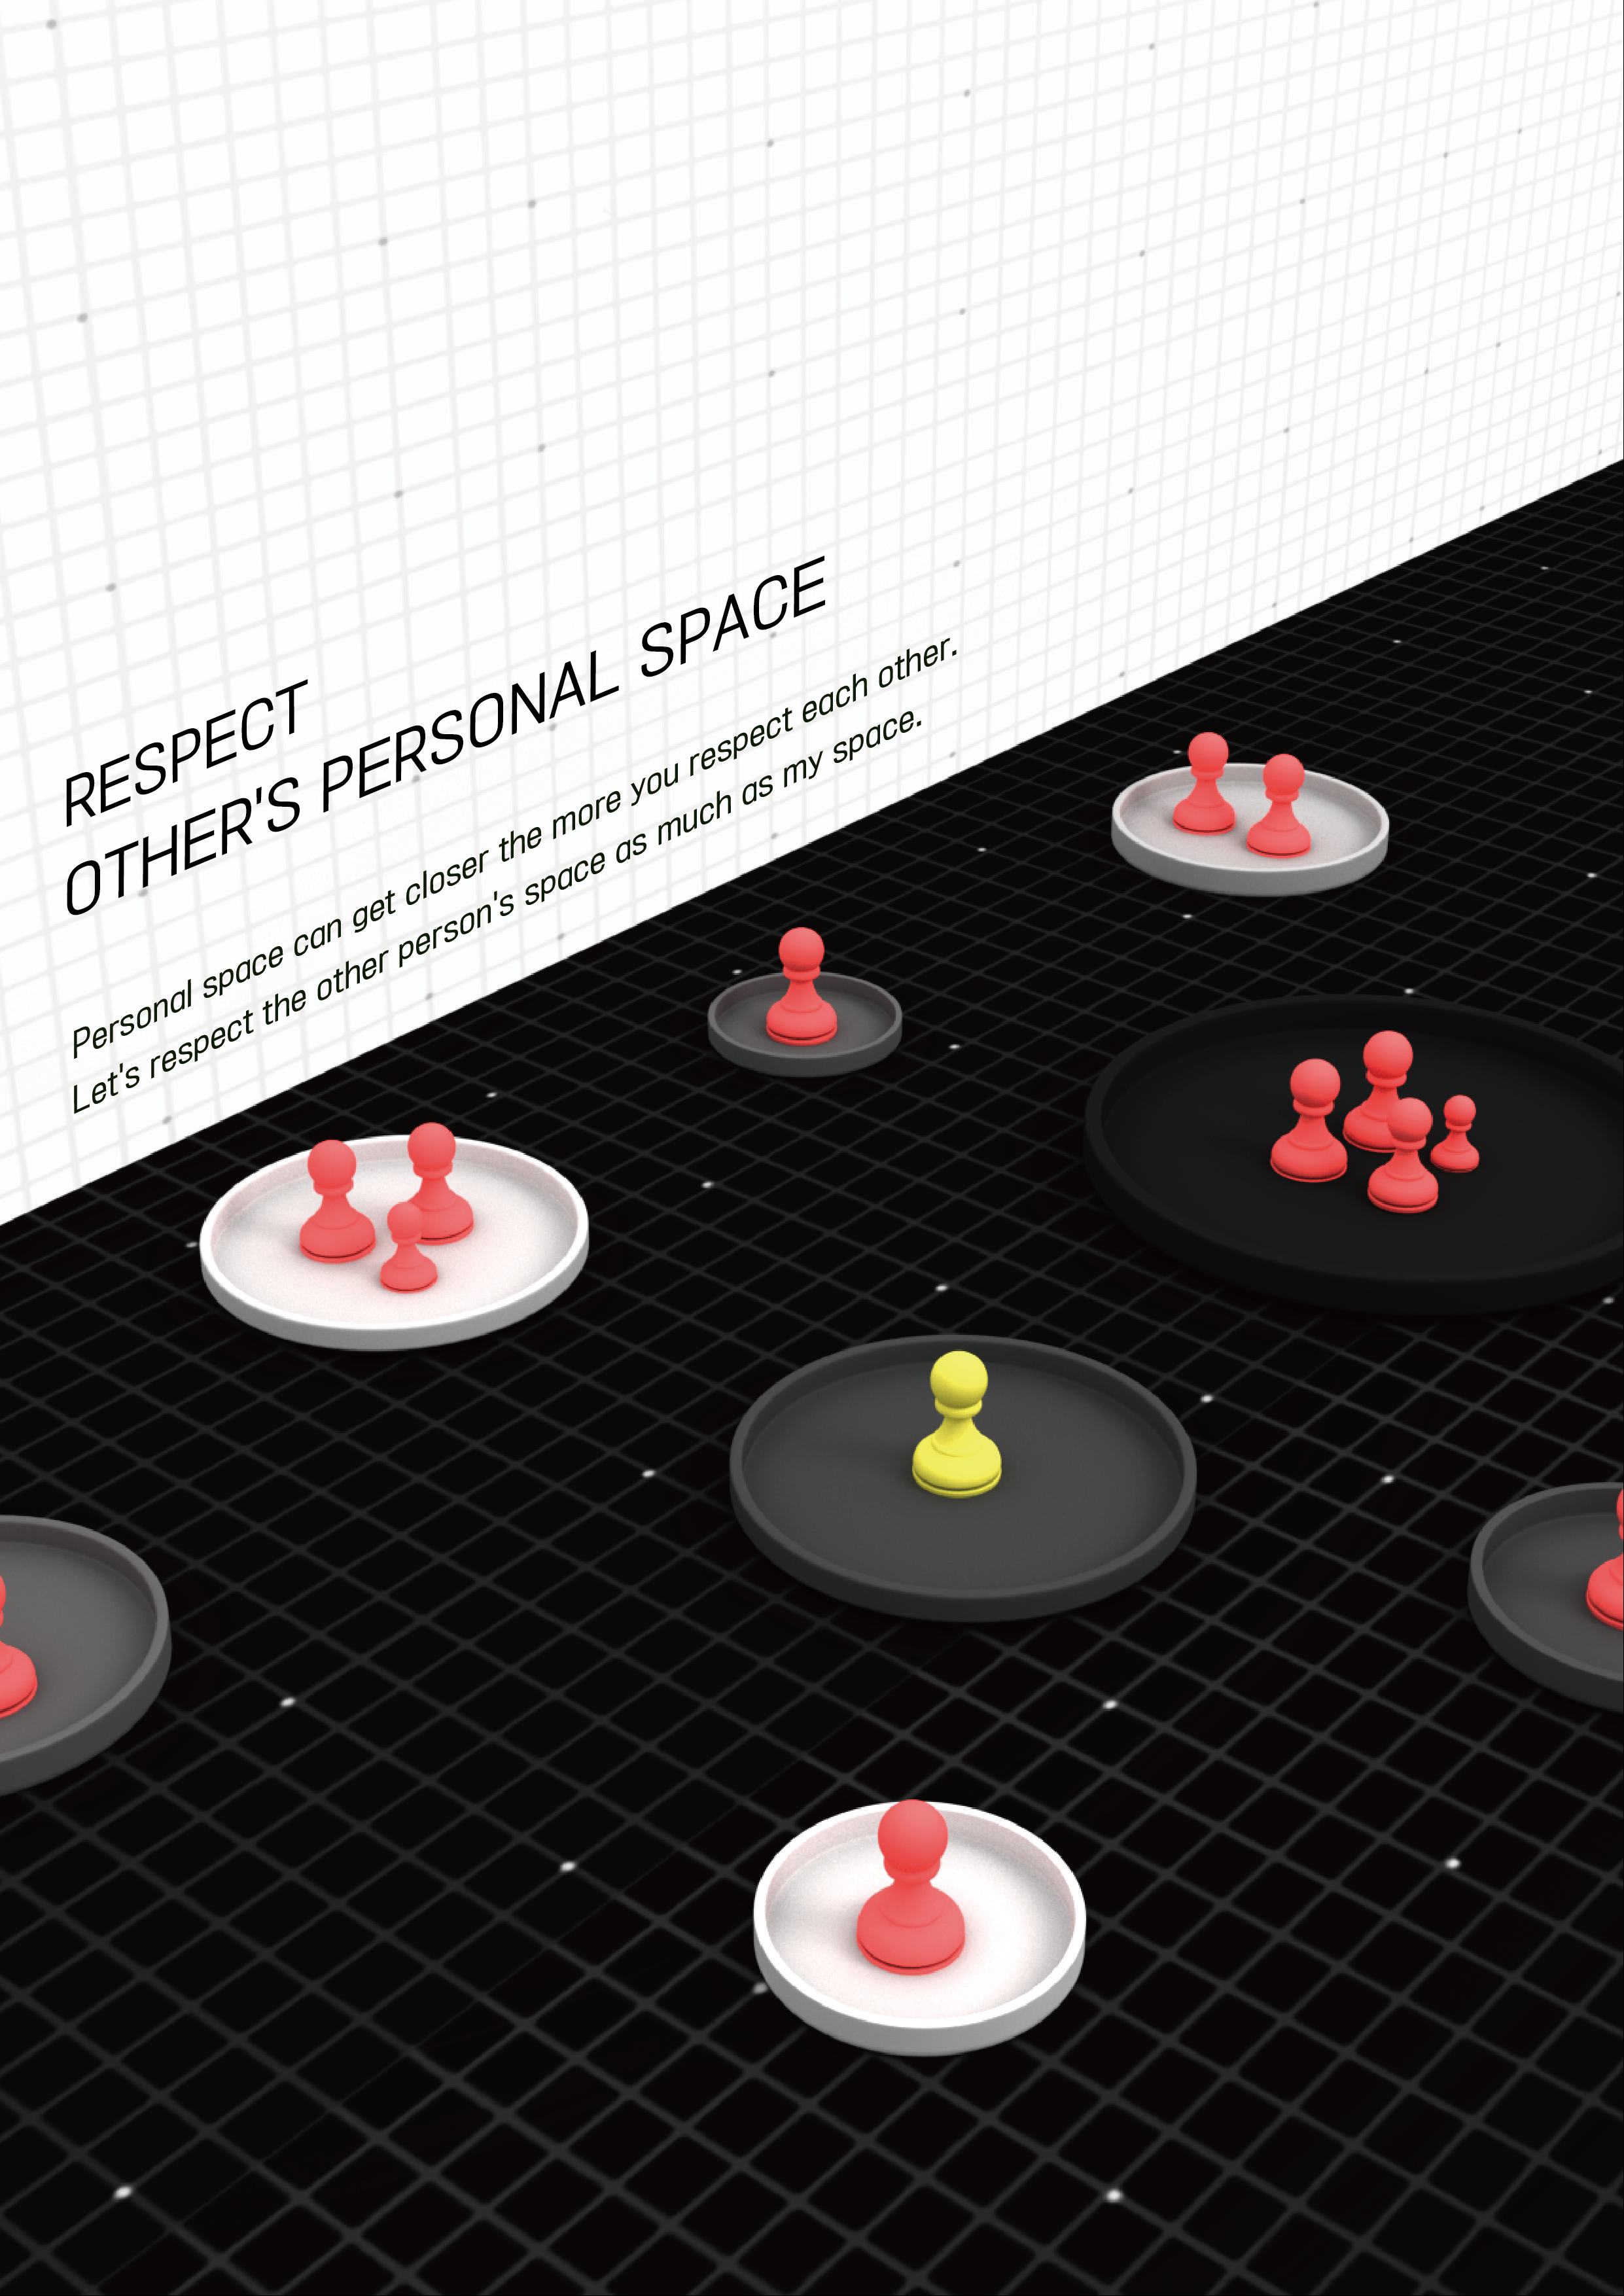 RESPECT
OTHER'S PERSONAL SPACE
Personal space can get closer the more you respect each other.
Let's respect the other person's space as much as my space.